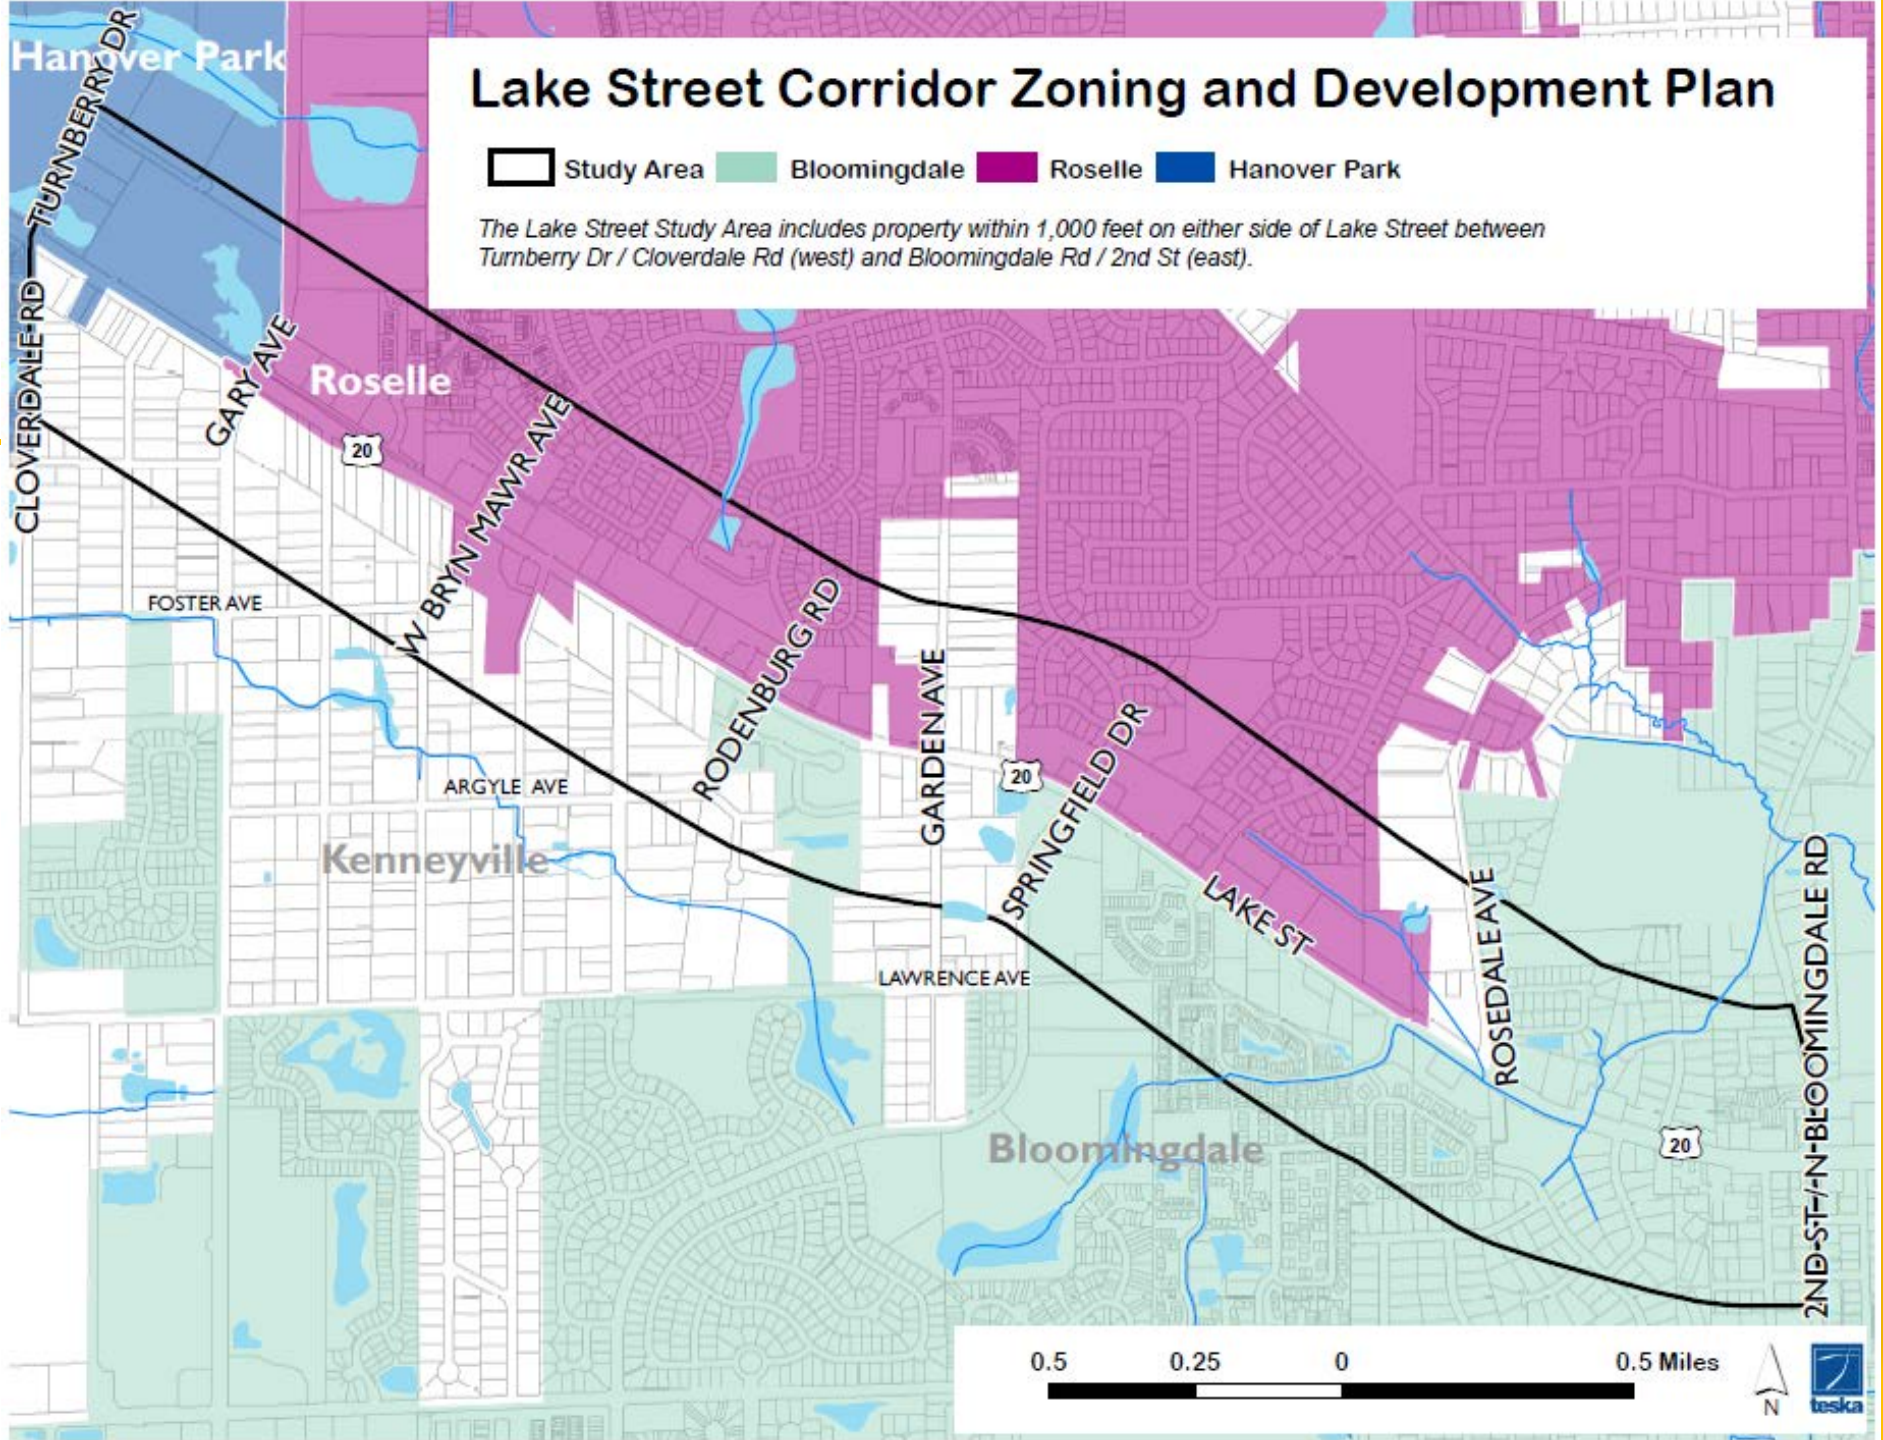 Hanover Park
TURNBERRY DR
Lake Street Corridor Zoning and Development Plan
Study Area
Bloomingdale
Roselle
Hanover Park
The Lake Street Study Area includes property within 1,000 feet on either side of Lake Street between
Turnberry Dr / Cloverdale Rd (west) and Bloomingdale Rd / 2nd St (east).
CLOVERDALE RD
GARY AVE
Roselle
20
W BRYN MAWR AVE
FOSTER AVE
RODENBURG RD
GARDEN AVE
20
SPRINGFIELD DR
ARGYLE AVE
Kenneyville
LAKE ST
ROSEDALE AVE
LAWRENCE AVE
2ND ST / N BLOOMINGDALE RD
Bloomingdale
20
0.5 0.25 0 0.5 Miles
N
teska